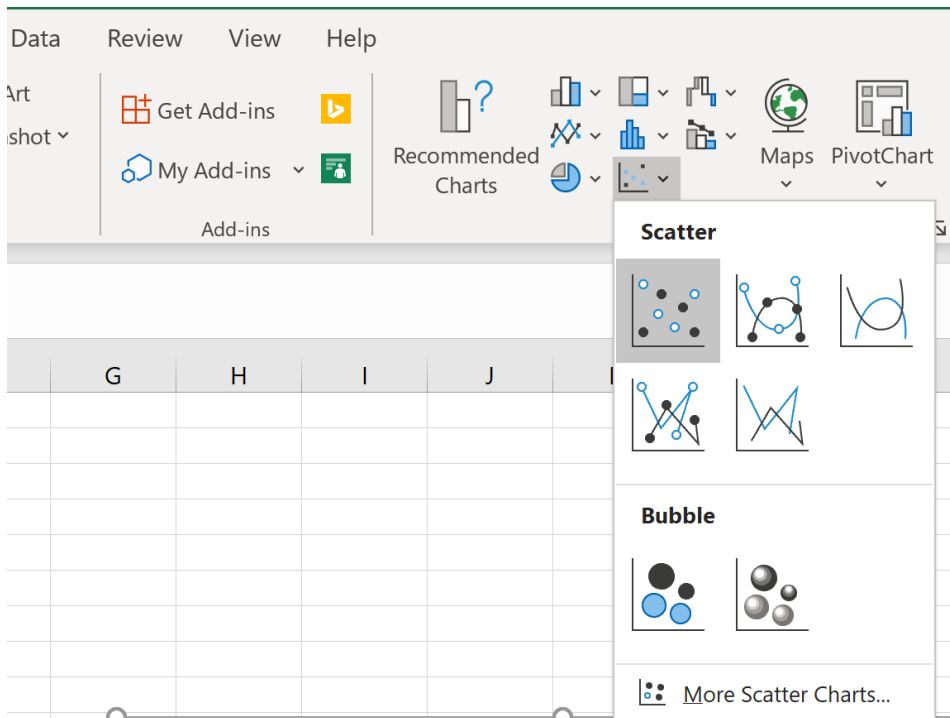 Data Review View Help
Art
shot
Get Add-ins
My Add-ins
Add-ins
Recommended
Charts
?
Maps
PivotChart
Scatter
G H I J
Bubble
More Scatter Charts...